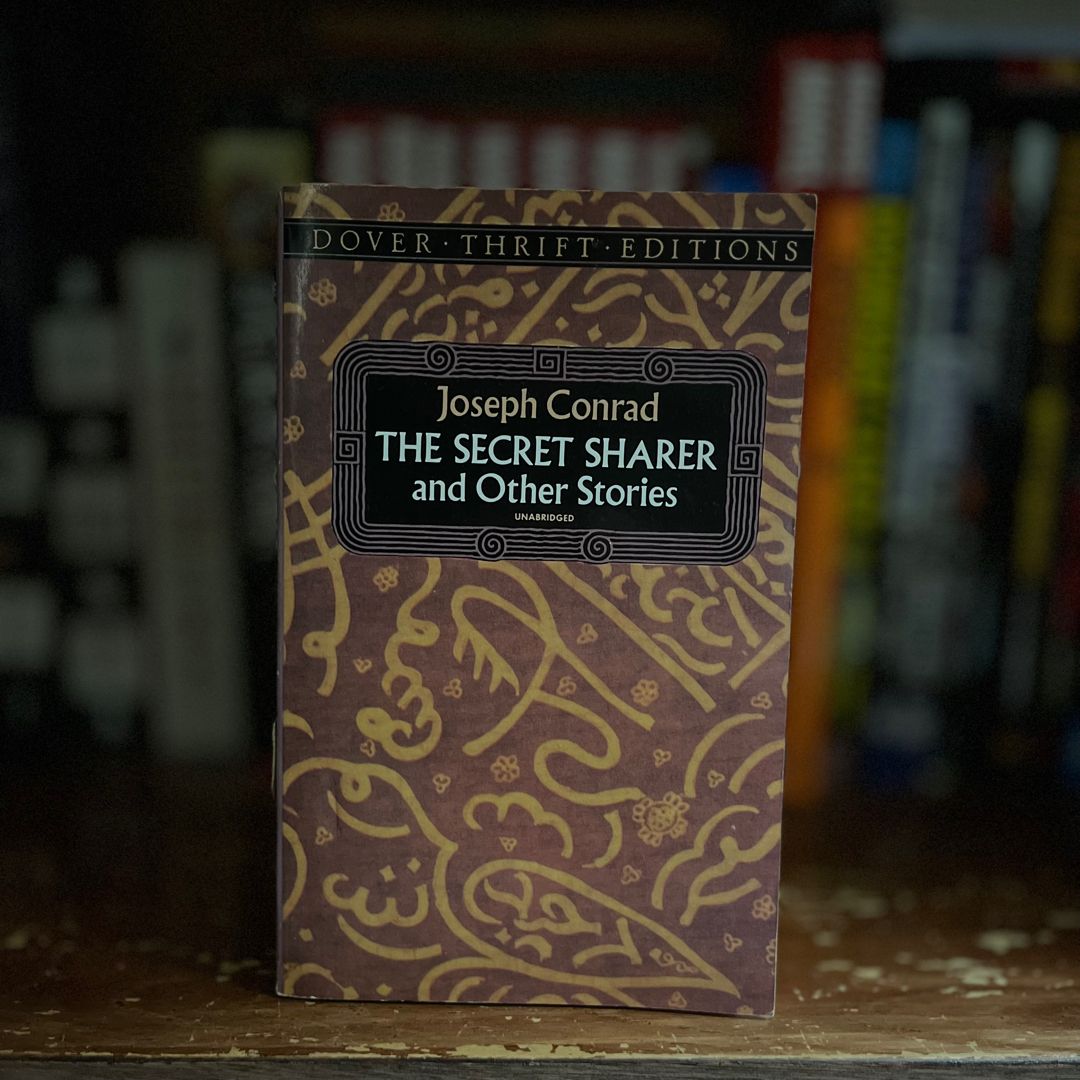 DOVER · THRIFT · EDITIONS
Joseph Conrad
THE SECRET SHARER
and Other Stories
UNABRIDGED